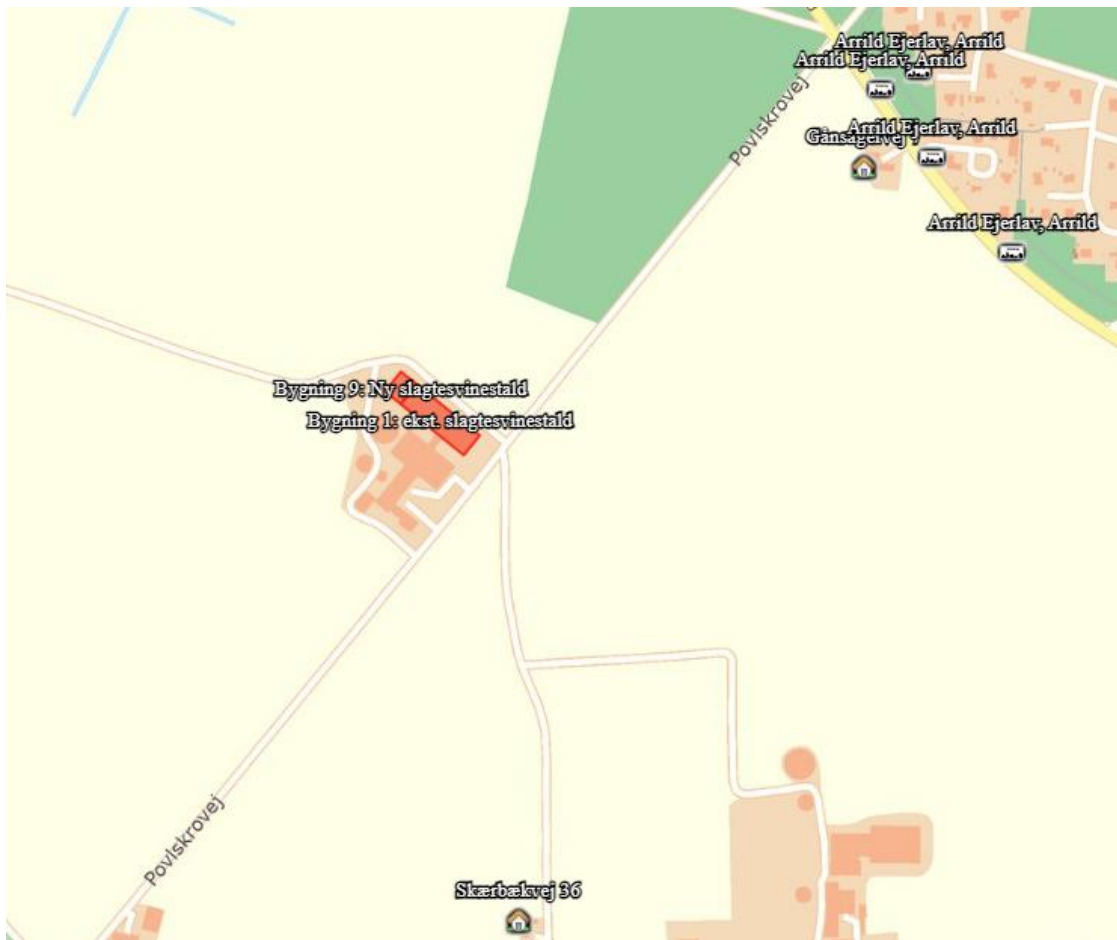 Arrild Ejerlav, Arrild
Arrild Ejerlav, Arrild
Povlskrovej
Arrild Ejerlav, Arrild
Gånsagervej
Arrild Ejerlav, Arrild
Bygning 9: Ny slagtesvinestald
Bygning 1: ekst. slagtesvinestald
Povlskrovej
Skærbækvej 36